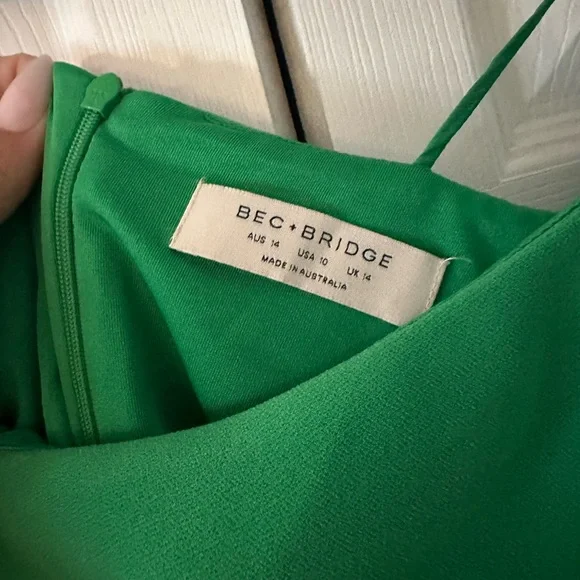 BEC + BRIDGE
AUS 14 USA 10 UK 14
MADE IN AUSTRALIA